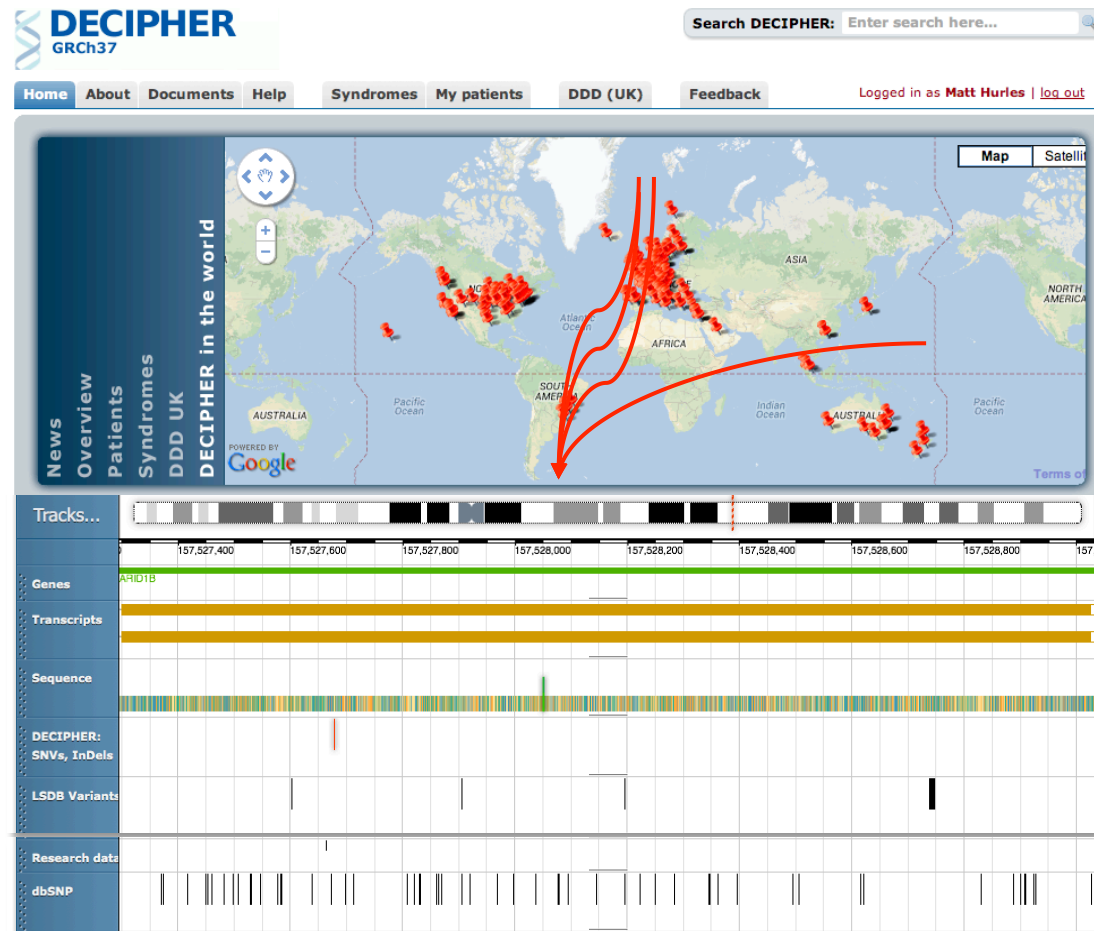 DECIPHER
GRCh37
Search DECIPHER: Enter search here...
Home About Documents Help Syndromes My patients DDD (UK) Feedback
Logged in as Matt Hurles | log out
News
Overview
Patients
Syndromes
DDD UK
DECIPHER in the world
Map
ASIA
NORTH
AMERICA
Atlantic
Ocean
AFRICA
SOUTH
AMERICA
AUSTRALIA
Pacific
Ocean
Indian
Ocean
Pacific
Ocean
POWERED BY
Google
Terms of
Tracks...
157,527,400 157,527,600 157,527,800 157,528,000 157,528,200 157,528,400 157,528,600 157,528,800 157
Genes
ARID1B
Transcripts
Sequence
DECIPHER:
SNVs, InDels
LSDB Variants
Research data
dbSNP